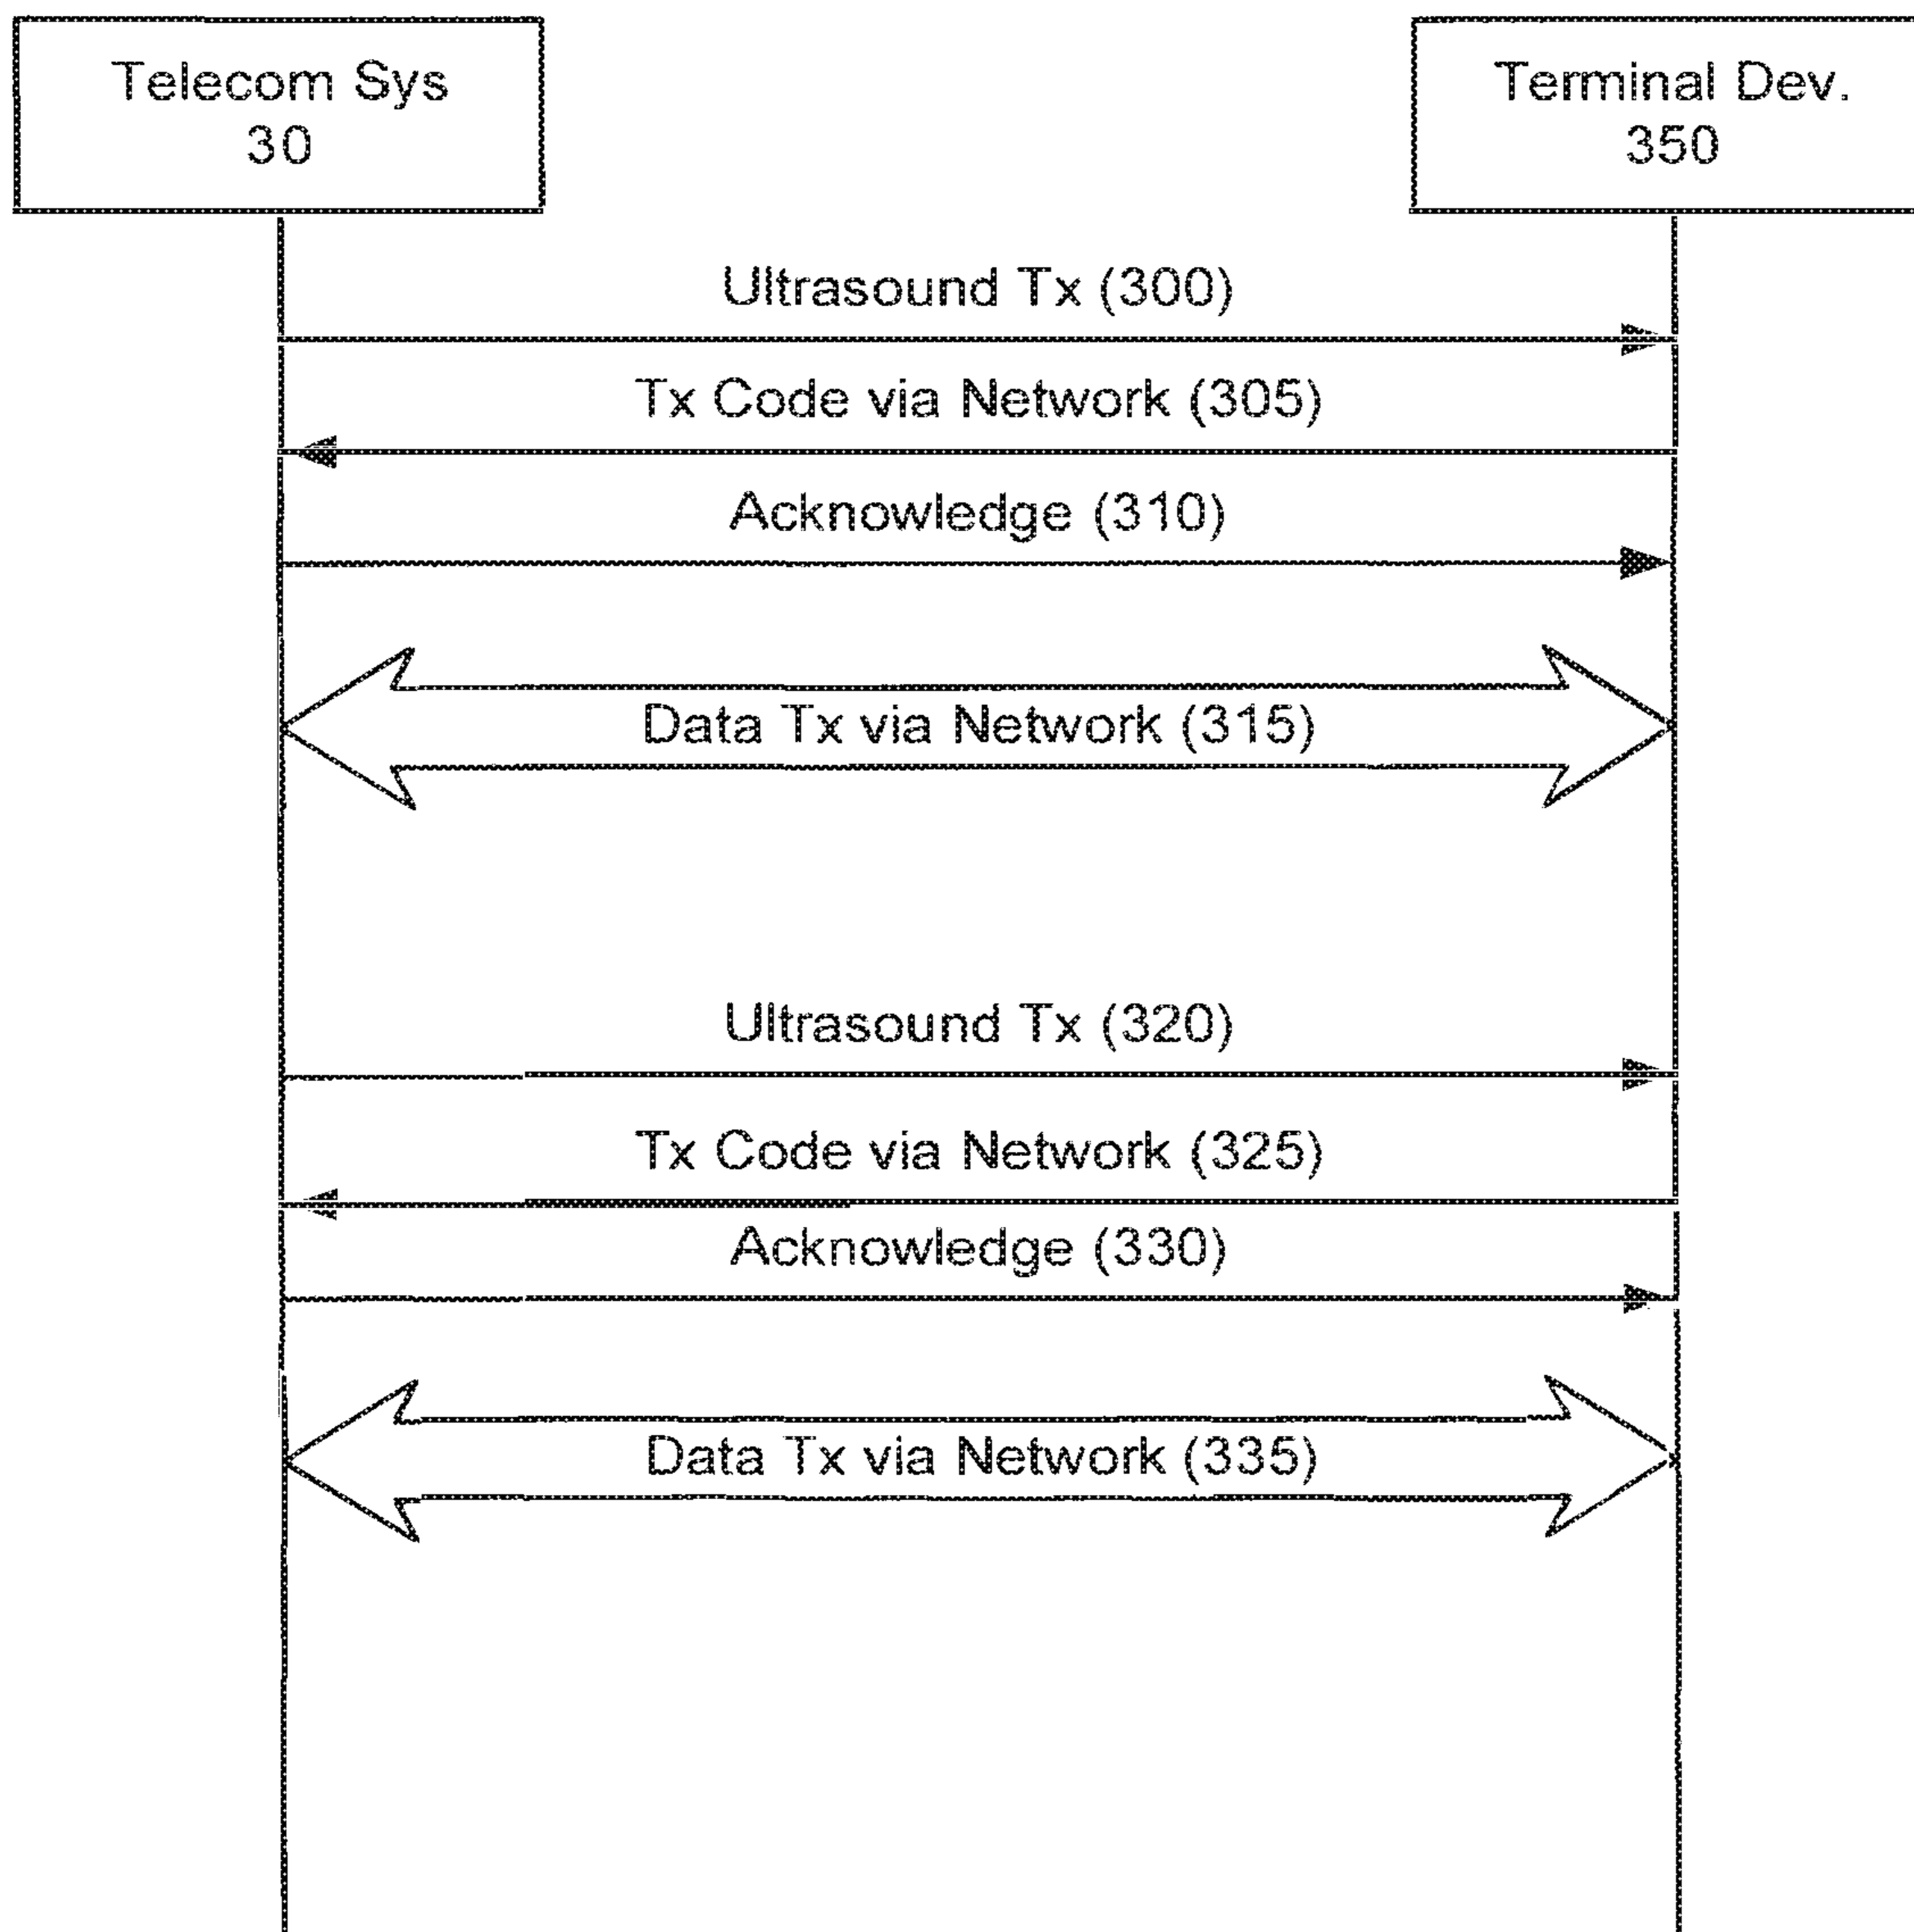 Telecom Sys
30
Terminal Dev.
350
Ultrasound Tx (300)
Tx Code via Network (305)
Acknowledge (310)
Data Tx via Network (315)
Ultrasound Tx (320)
Tx Code via Network (325)
Acknowledge (330)
Data Tx via Network (335)